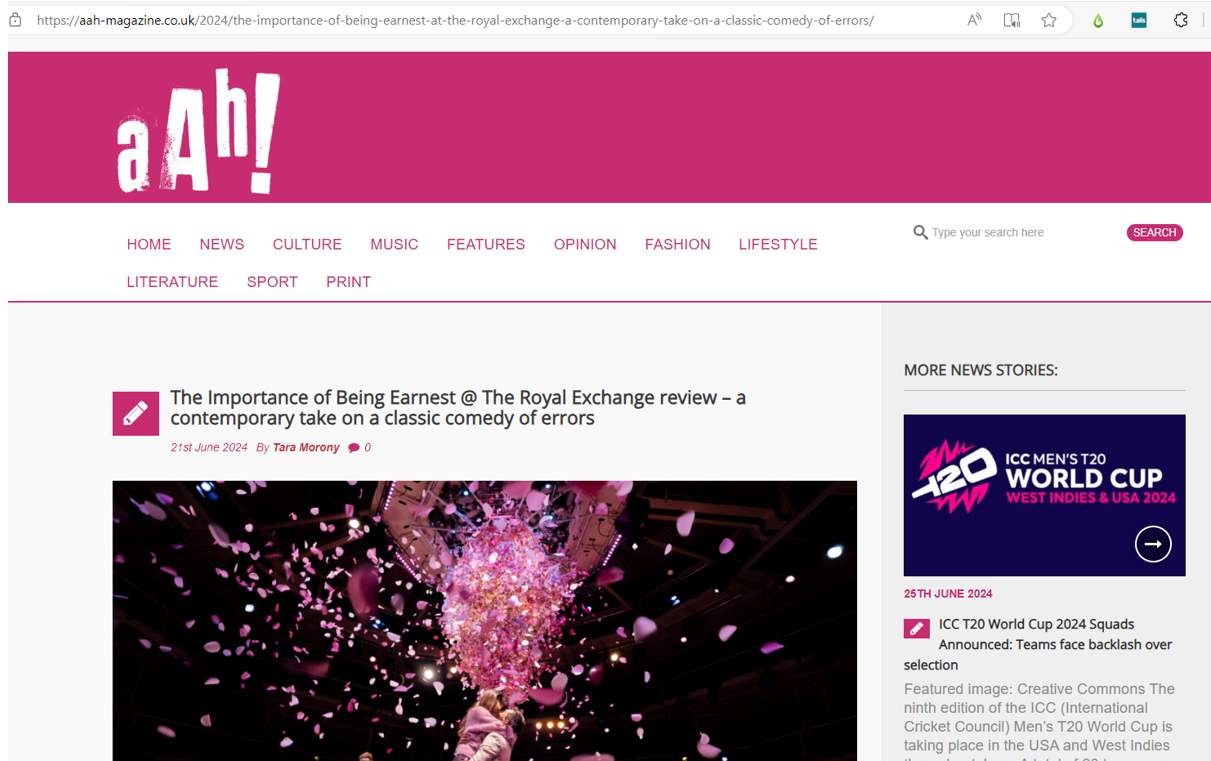 https://aah-magazine.co.uk/2024/the-importance-of-being-earnest-at-the-royal-exchange-a-contemporary-take-on-a-classic-comedy-of-errors/
talis
aAh!
HOME NEWS CULTURE MUSIC FEATURES OPINION FASHION LIFESTYLE
LITERATURE SPORT PRINT
Type your search here
SEARCH
The Importance of Being Earnest @ The Royal Exchange review – a
contemporary take on a classic comedy of errors
21st June 2024 By Tara Morony 0
MORE NEWS STORIES:
T20
ICC MEN'S T20
WORLD CUP
WEST INDIES & USA 2024
25TH JUNE 2024
ICC T20 World Cup 2024 Squads
Announced: Teams face backlash over
selection
Featured image: Creative Commons The
ninth edition of the ICC (International
Cricket Council) Men's T20 World Cup is
taking place in the USA and West Indies